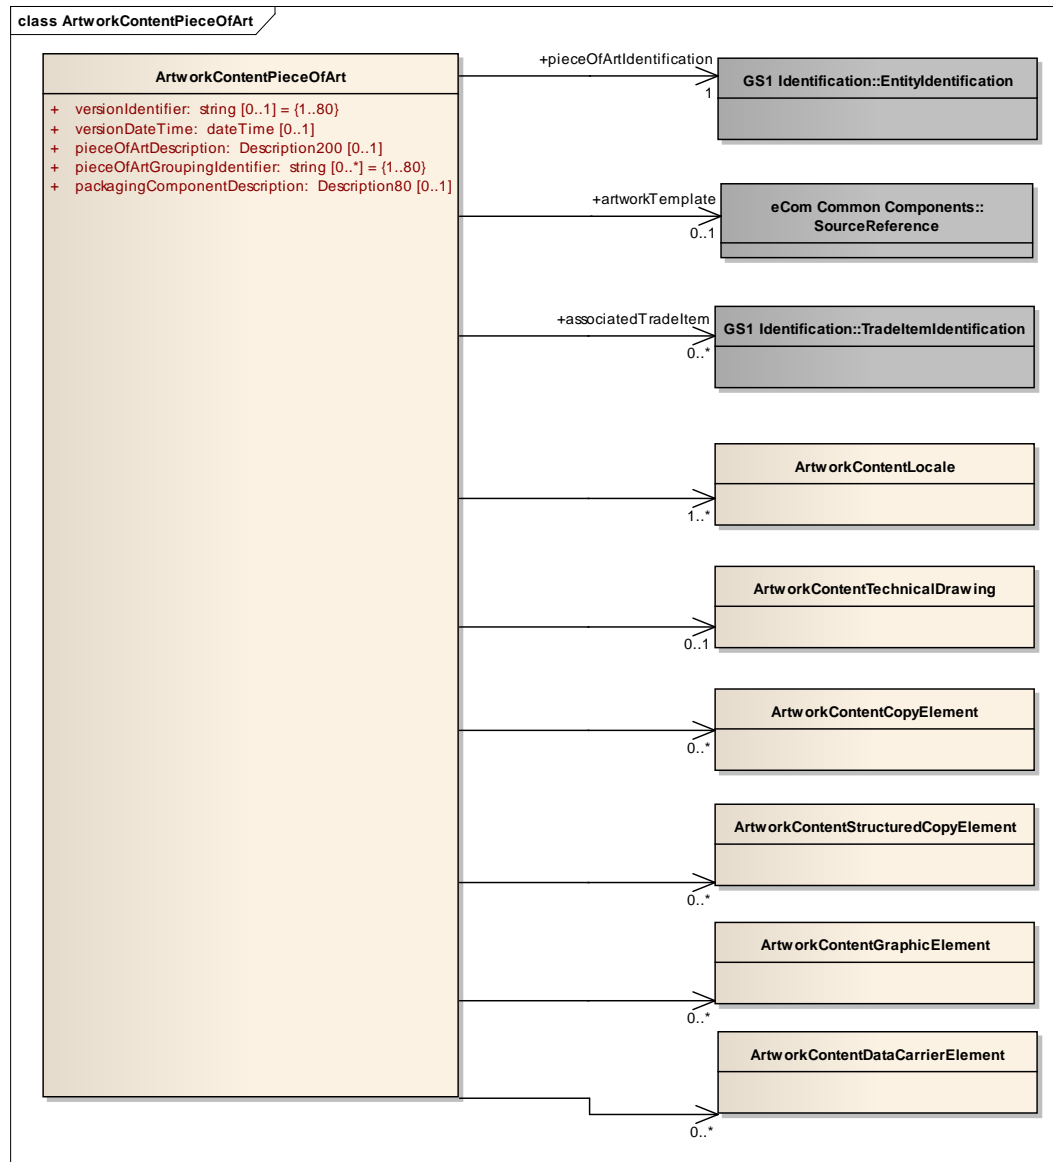 class ArtworkContentPieceOfArt
ArtworkContentPieceOfArt
+ versionIdentifier: string [0..1] = {1..80}
+ versionDateTime: dateTime [0..1]
+ pieceOfArtDescription: Description200 [0..1]
+ pieceOfArtGroupingIdentifier: string [0..*] = {1..80}
+ packagingComponentDescription: Description80 [0..1]
+pieceOfArtIdentification
1
GS1 Identification::EntityIdentification
+artworkTemplate
0..1
eCom Common Components::
SourceReference
+associatedTradeItem
0..*
GS1 Identification::TradeItemIdentification
ArtworkContentLocale
1..*
ArtworkContentTechnicalDrawing
0..1
ArtworkContentCopyElement
0..*
ArtworkContentStructuredCopyElement
0..*
ArtworkContentGraphicElement
0..*
ArtworkContentDataCarrierElement
0..*